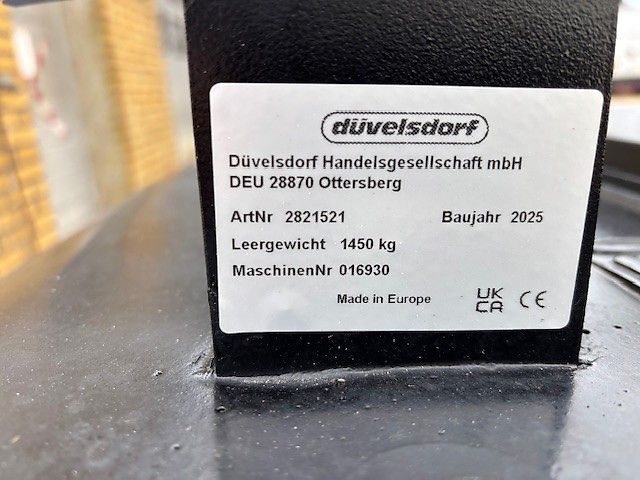 düvelsdorf
Düvelsdorf Handelsgesellschaft mbH
DEU 28870 Ottersberg
ArtNr 2821521 Baujahr 2025
Leergewicht 1450 kg
MaschinenNr 016930
Made in Europe UK CA CE